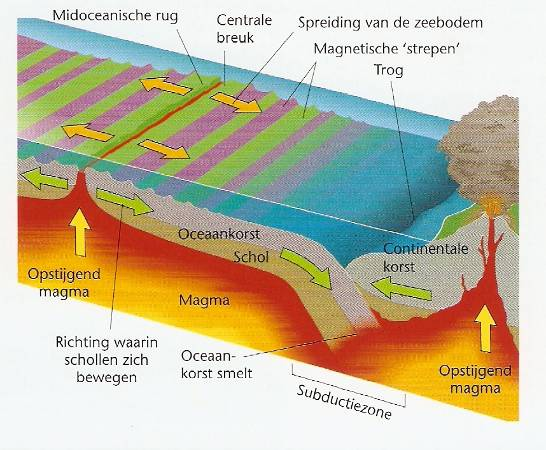 Midoceanische rug
Centrale
breuk
Spreiding van de zeebodem
Magnetische ‘strepen’
Trog
Oceaankorst
Schol
Continentale
korst
Opstijgend
magma
Magma
Richting waarin
schollen zich
bewegen
Oceaan-
korst smelt
Subductiezone
Opstijgend
magma